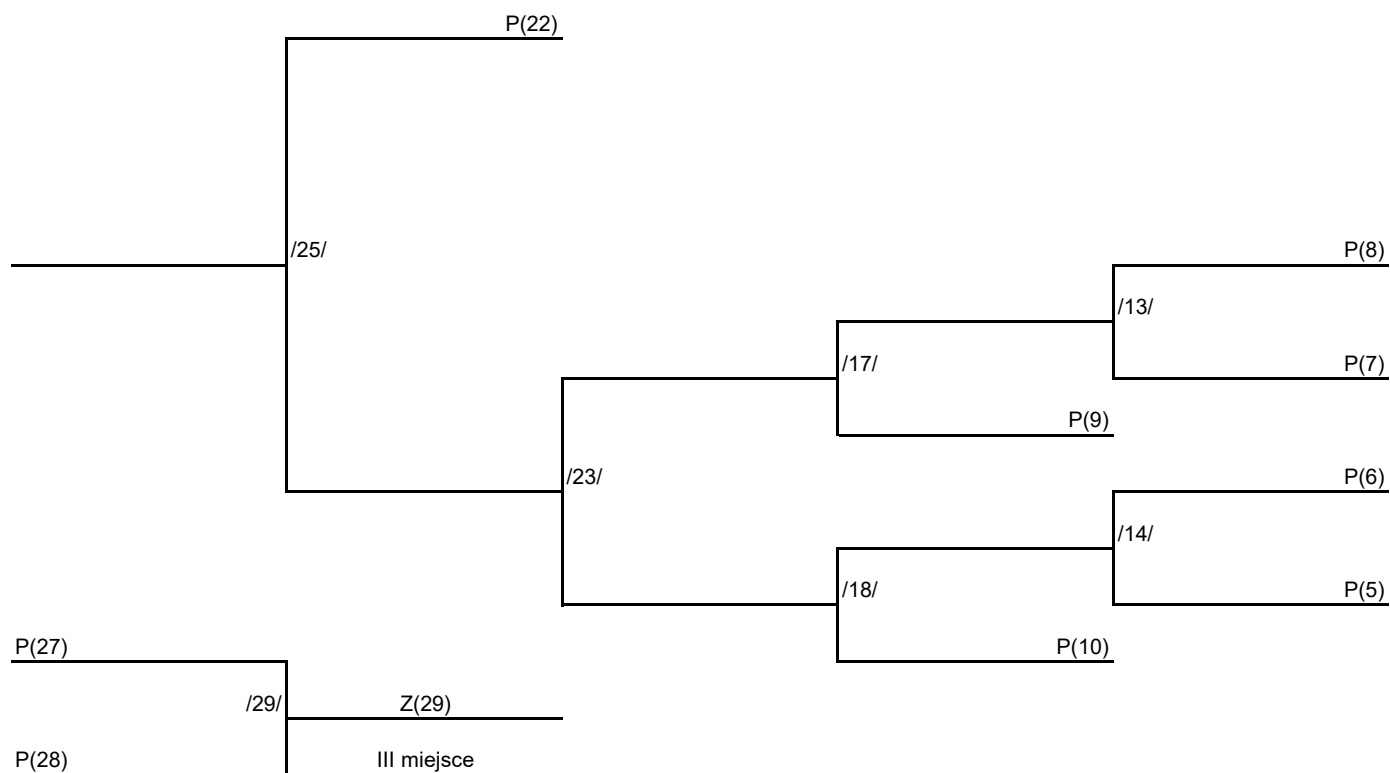 P(22)
/25/
P(8)
/13/
/17/
P(7)
P(9)
/23/
P(6)
/14/
/18/
P(5)
P(27)
P(10)
/29/
Z(29)
P(28)
III miejsce